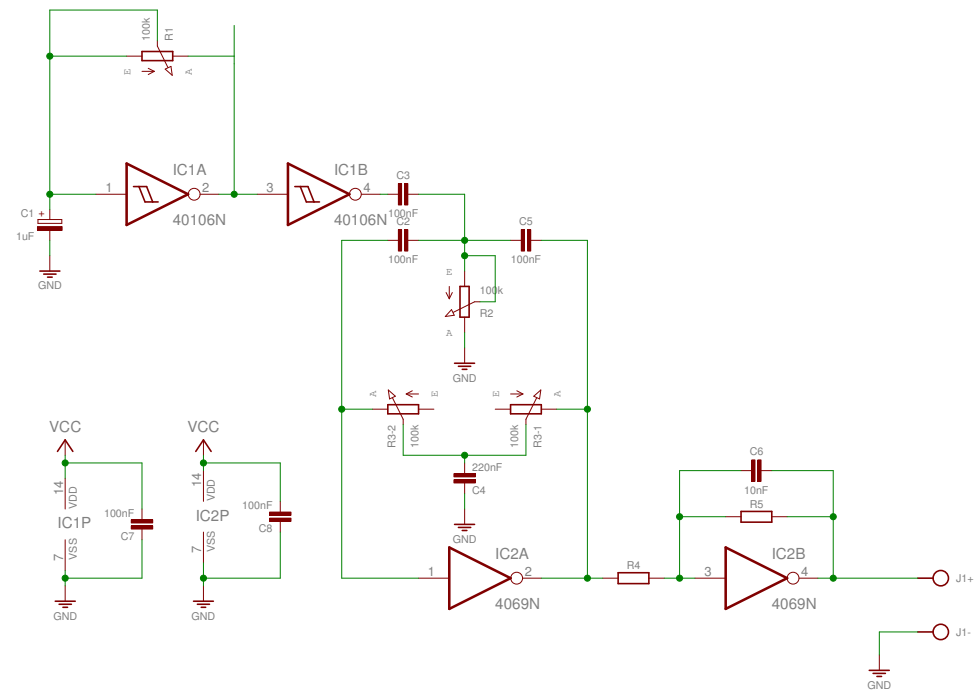 100k
R1
E
A
IC1A
1
2
40106N
C1
+
1uF
GND
IC1B
3
4
40106N
C3
100nF
C2
100nF
C5
100nF
E
100k
R2
A
GND
A
E
R3-2
100k
E
A
100k
R3-1
220nF
C4
GND
VCC
14
VDD
IC1P
7
VSS
100nF
C7
GND
VCC
14
VDD
IC2P
7
VSS
100nF
C8
GND
IC2A
1
2
4069N
R4
C6
10nF
R5
IC2B
3
4
4069N
J1+
J1-
GND